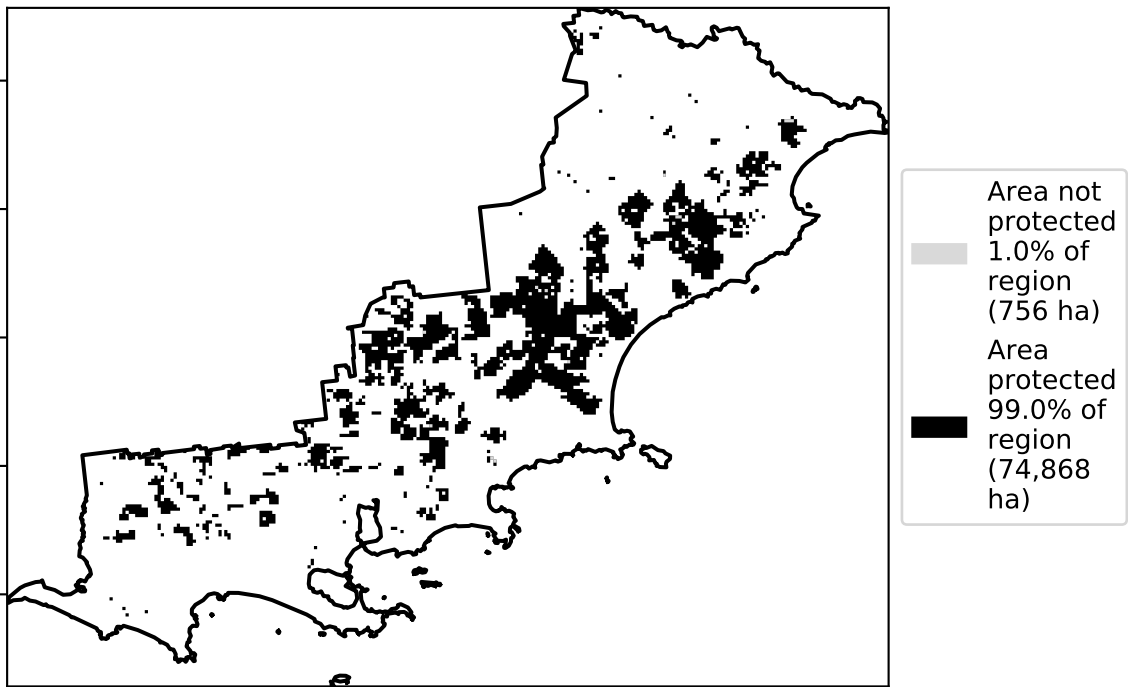 Area not
protected
1.0% of
region
(756 ha)
Area
protected
99.0% of
region
(74,868
ha)